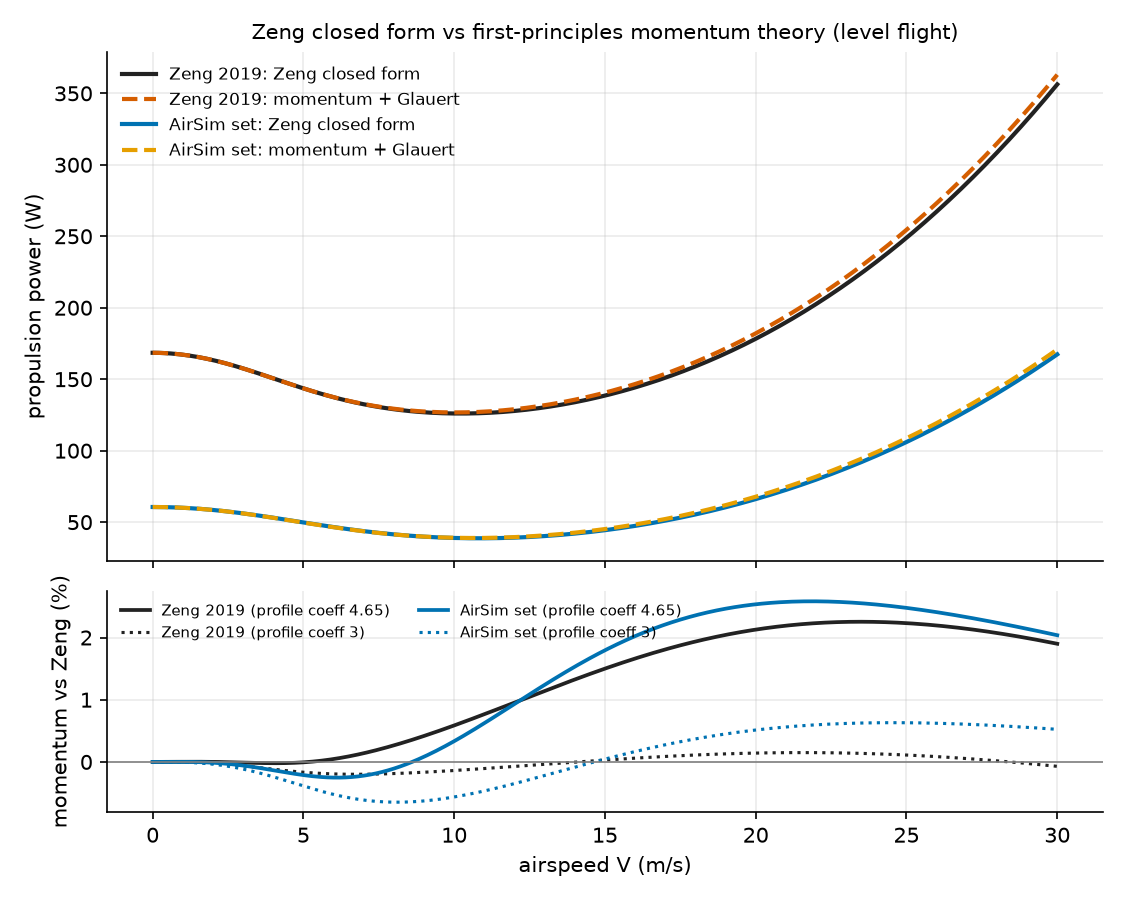 Zeng closed form vs first-principles momentum theory (level flight)
Zeng 2019: Zeng closed form
Zeng 2019: momentum + Glauert
AirSim set: Zeng closed form
AirSim set: momentum + Glauert
propulsion power (W)
350
300
250
200
150
100
50
Zeng 2019 (profile coeff 4.65)
Zeng 2019 (profile coeff 3)
AirSim set (profile coeff 4.65)
AirSim set (profile coeff 3)
momentum vs Zeng (%)
2
1
0
0 5 10 15 20 25 30
airspeed V (m/s)